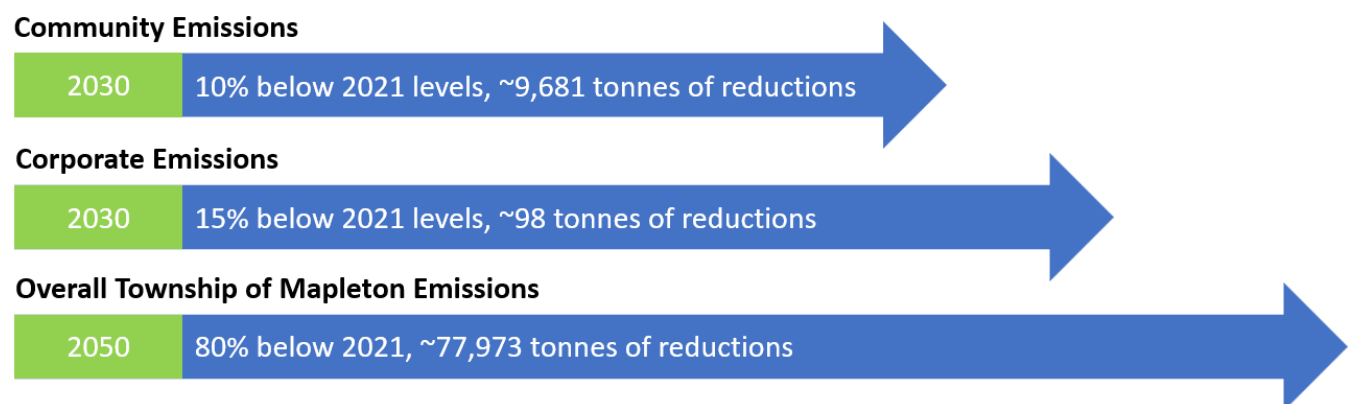 Community Emissions
2030 10% below 2021 levels, ~9,681 tonnes of reductions
Corporate Emissions
2030 15% below 2021 levels, ~98 tonnes of reductions
Overall Township of Mapleton Emissions
2050 80% below 2021, ~77,973 tonnes of reductions